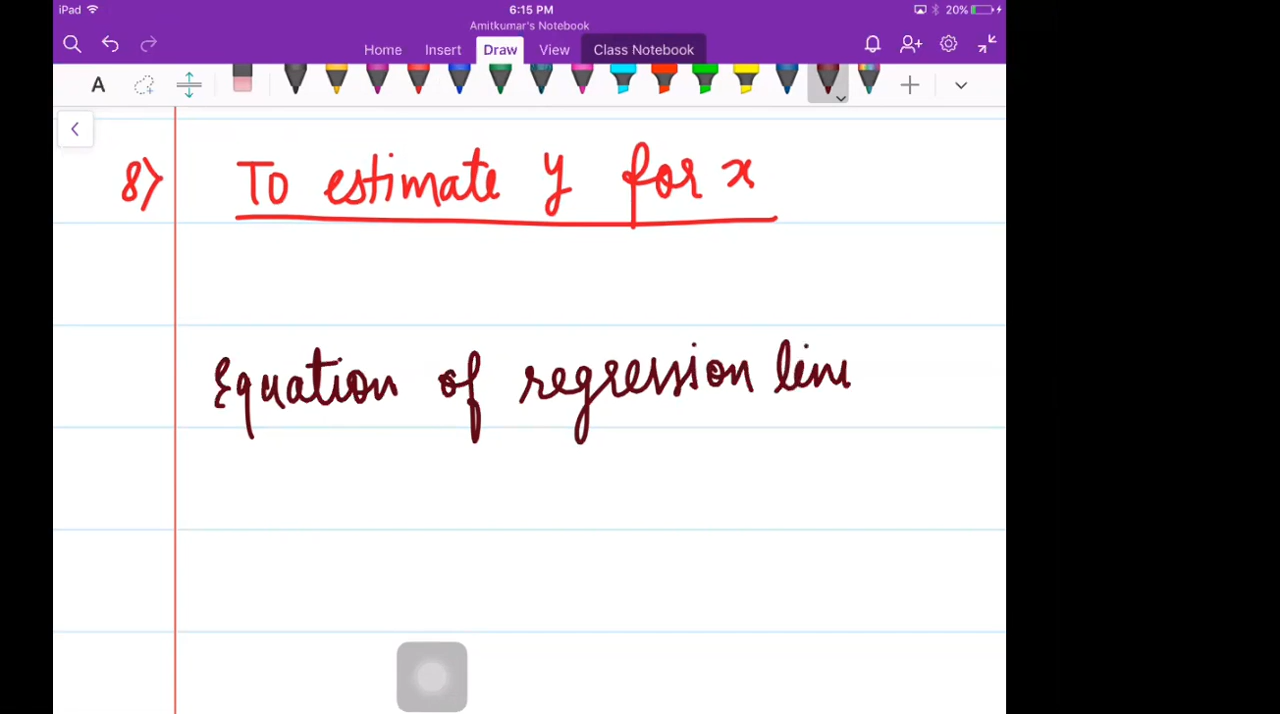 iPad 6:15 PM 20%
Amitkumar's Notebook
Home Insert Draw View Class Notebook
A
8) To estimate y for x
Equation of regression line